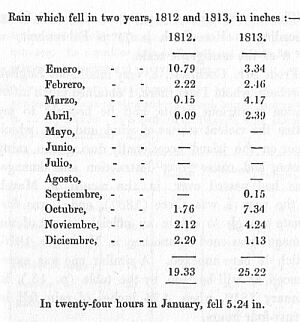 Rain which fell in two years, 1812 and 1813, in inches :—
1812. 1813.
Emero, - - 10.79 3.34
Febrero, - - 2.22 2.46
Marzo, - - 0.15 4.17
Abril, - - 0.09 2.39
Mayo, - -
Junio, - -
Julio, - -
Agosto, - -
Septiembre, - - 0.15
Octubre, - - 1.76 7.34
Noviembre, - - 2.12 4.24
Diciembre, - - 2.20 1.13
19.33 25.22
In twenty-four hours in January, fell 5.24 in.